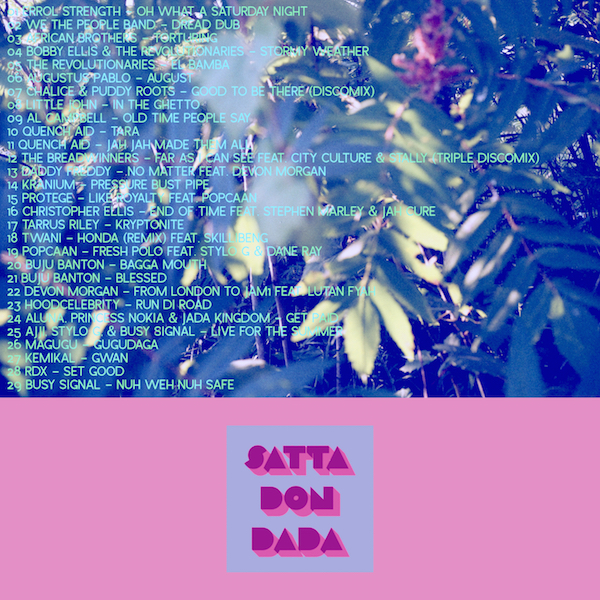 01 ERROL STRENGTH – OH WHAT A SATURDAY NIGHT
02 WE THE PEOPLE BAND – DREAD DUB
03 AFRICAN BROTHERS – TORTURING
04 BOBBY ELLIS & THE REVOLUTIONARIES – STORMY WEATHER
05 THE REVOLUTIONARIES – EL BAMBA
06 AUGUSTUS PABLO – AUGUST
07 CHALICE & PUDDY ROOTS – GOOD TO BE THERE (DISCOMIX)
08 LITTLE JOHN – IN THE GHETTO
09 AL CAMPBELL – OLD TIME PEOPLE SAY
10 QUENCH AID – TARA
11 QUENCH AID – JAH JAH MADE THEM ALL
12 THE BREADWINNERS – FAR AS I CAN SEE FEAT. CITY CULTURE & STALLY (TRIPLE DISCOMIX)
13 DADDY FREDDY – NO MATTER FEAT. DEVON MORGAN
14 KRANIUM – PRESSURE BUST PIPE
15 PROTEGE – LIKE ROYALTY FEAT. POPCAAN
16 CHRISTOPHER ELLIS – END OF TIME FEAT. STEPHEN MARLEY & JAH CURE
17 TARRUS RILEY – KRYPTONITE
18 TWANI – HONDA (REMIX) FEAT. SKILLIBENG
19 POPCAAN – FRESH POLO FEAT. STYLO G & DANE RAY
20 BUJU BANTON – BAGGA MOUTH
21 BUJU BANTON – BLESSED
22 DEVON MORGAN – FROM LONDON TO JAM1 FEAT. LUTAN FYAH
23 HOODCELEBRITY – RUN DI ROAD
24 ALUNA, PRINCESS NOKIA & JADA KINGDOM – GET PAID
25 AJJI, STYLO G, & BUSY SIGNAL – LIVE FOR THE SUMMER
26 MAGUGU – GUGUDAGA
27 KEMIKAL – GWAN
28 RDX – SET GOOD
29 BUSY SIGNAL – NUH WEH NUH SAFE
SATTA
DON
DADA